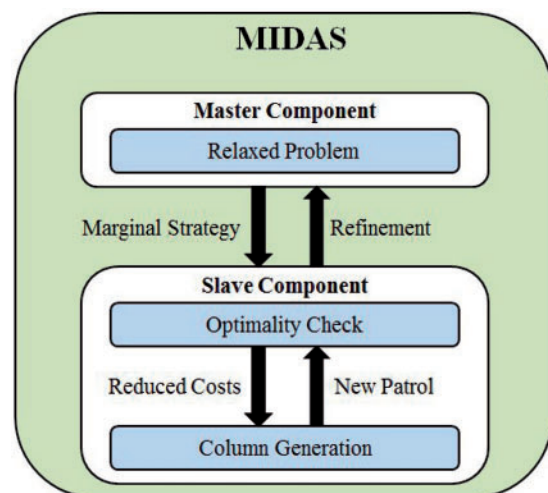 MIDAS
Master Component
Relaxed Problem
Marginal Strategy Refinement
Slave Component
Optimality Check
Reduced Costs New Patrol
Column Generation